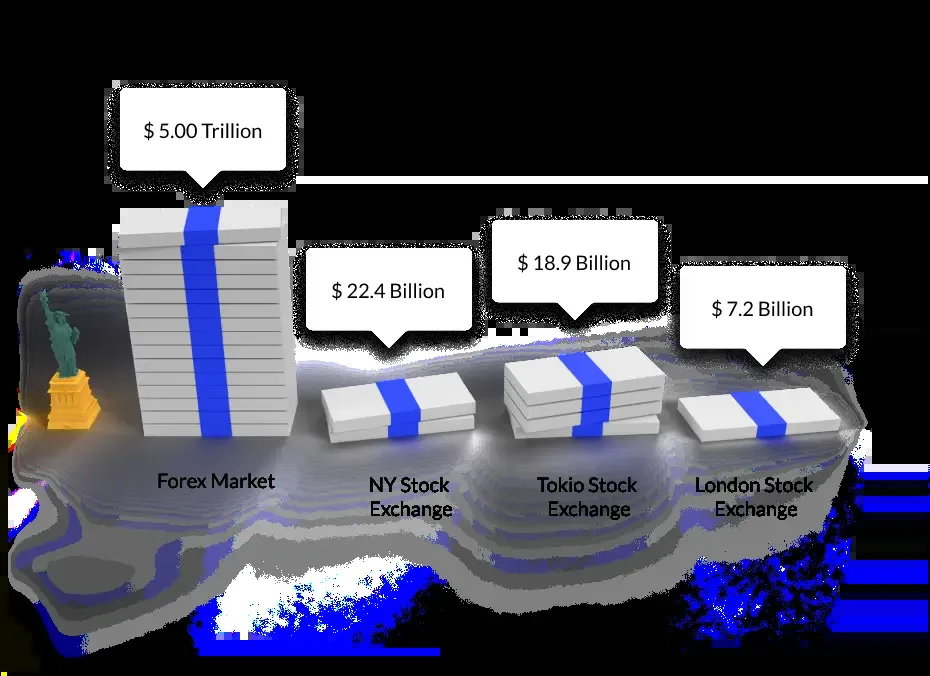 $ 5.00 Trillion
$ 22.4 Billion
$ 18.9 Billion
$ 7.2 Billion
Forex Market
NY Stock
Exchange
Tokio Stock
Exchange
London Stock
Exchange